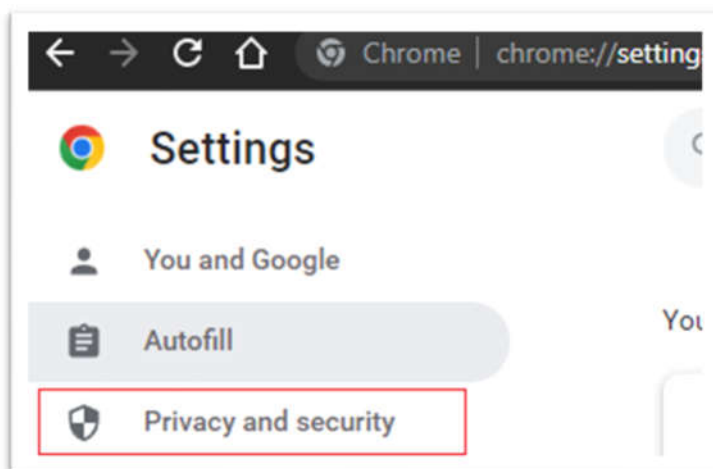 Chrome | chrome://setting
Settings
You and Google
Autofill
You
Privacy and security